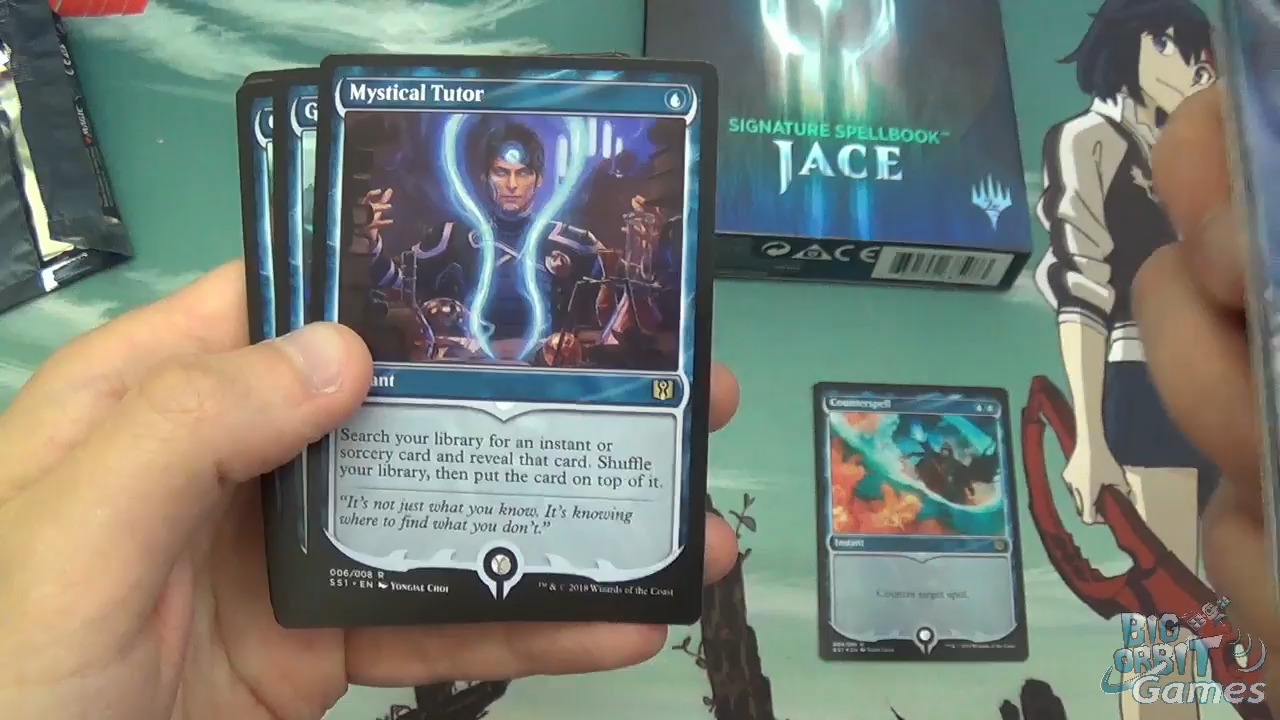 Mystical Tutor
G
ant
Search your library for an instant or
sorcery card and reveal that card. Shuffle
your library, then put the card on top of it.
"It's not just what you know. It's knowing
where to find what you don't."
006/008 R
SS1 • EN YONGJAE CHOI
™ & © 2018 Wizards of the Coast
SIGNATURE SPELLBOOK™
JACE
CE
Counterspell
Instant
Counter target spell.
BIG
ORBIT
Games